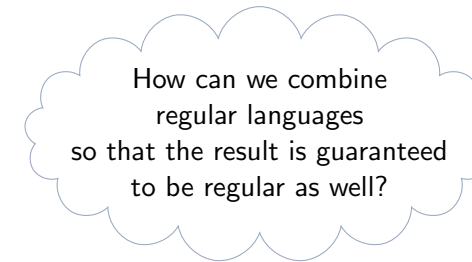 How can we combine
regular languages
so that the result is guaranteed
to be regular as well?